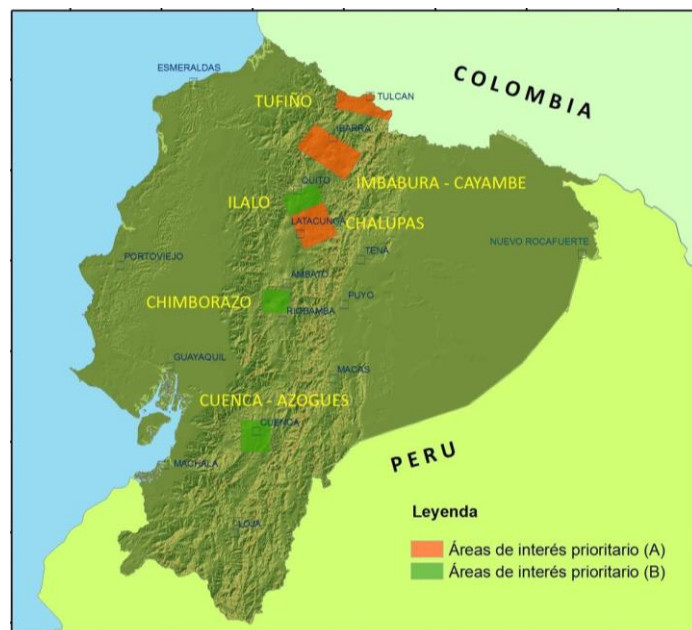 COLOMBIA
ESMERALDAS
TULCAN
TUFIÑO
IBARRA
QUITO
IMBABURA - CAYAMBE
ILALO
LATACUNGA
CHALUPAS
NUEVO ROCAFUERTE
PORTOVIEJO
TENA
AMBATO
CHIMBORAZO
PUYO
RIOBAMBA
GUAYAQUIL
MACAS
CUENCA - AZOGUES
CUENCA
PERU
MACHALA
LOJA
Leyenda
Áreas de interés prioritario (A)
Áreas de interés prioritario (B)